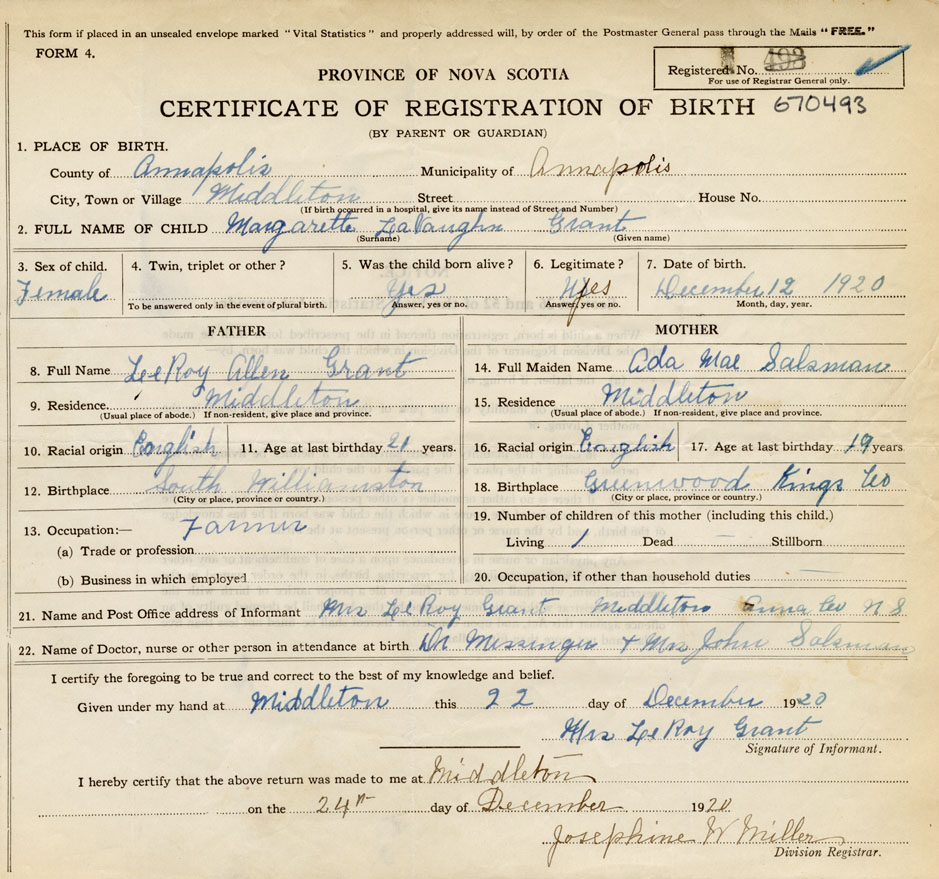 This form if placed in an unsealed envelope marked "Vital Statistics" and properly addressed will, by order of the Postmaster General pass through the Mails "FREE."
FORM 4.
Registered No. 493
For use of Registrar General only.
PROVINCE OF NOVA SCOTIA
CERTIFICATE OF REGISTRATION OF BIRTH 670493
(BY PARENT OR GUARDIAN)
1. PLACE OF BIRTH.
County of Annapolis Municipality of Annapolis
City, Town or Village Middleton Street House No.
(If birth occurred in a hospital, give its name instead of Street and Number)
2. FULL NAME OF CHILD Margarette LaVaughn Grant
(Surname) (Given name)
3. Sex of child. 4. Twin, triplet or other? 5. Was the child born alive? 6. Legitimate? 7. Date of birth.
Female Yes Yes December 12 1920
To be answered only in the event of plural birth. Answer, yes or no. Answer, yes or no. Month, day, year.
FATHER
8. Full Name LeeRoy Allen Grant
9. Residence. Middleton
(Usual place of abode.) If non-resident, give place and province.
10. Racial origin English 11. Age at last birthday 21 years.
12. Birthplace South Williamston
(City or place, province or country.)
13. Occupation:— Farmer
(a) Trade or profession
(b) Business in which employed
MOTHER
14. Full Maiden Name Ada Mae Salsman
15. Residence Middleton
(Usual place of abode.) If non-resident, give place and province.
16. Racial origin English 17. Age at last birthday 19 years
18. Birthplace Greenwood Kings Co
(City or place, province or country.)
19. Number of children of this mother (including this child.)
Living 1 Dead — Stillborn
20. Occupation, if other than household duties —
21. Name and Post Office address of Informant Mrs LeRoy Grant Middleton Anna Co N.S.
22. Name of Doctor, nurse or other person in attendance at birth Dr Messinger + Mrs John Salsman
I certify the foregoing to be true and correct to the best of my knowledge and belief.
Given under my hand at Middleton this 22 day of December 1920
Mrs LeRoy Grant
Signature of Informant.
I hereby certify that the above return was made to me at Middleton
on the 24th day of December 1920
Josephine W Miller
Division Registrar.